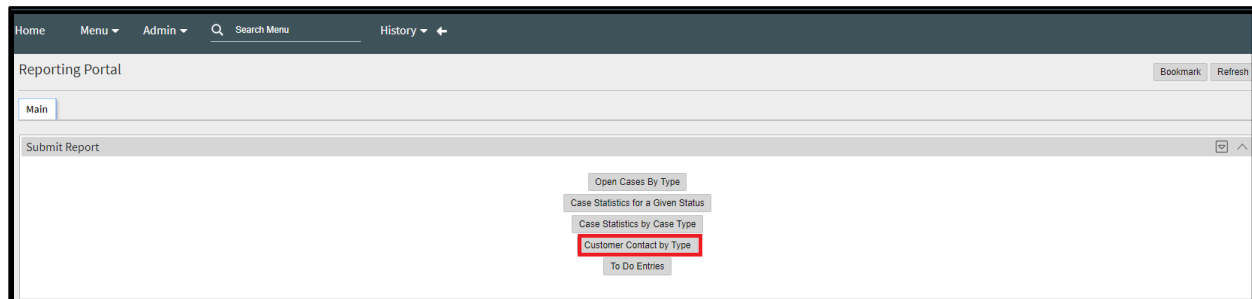 Home Menu Admin Search Menu History
Reporting Portal Bookmark Refresh
Main
Submit Report
Open Cases By Type
Case Statistics for a Given Status
Case Statistics by Case Type
Customer Contact by Type
To Do Entries